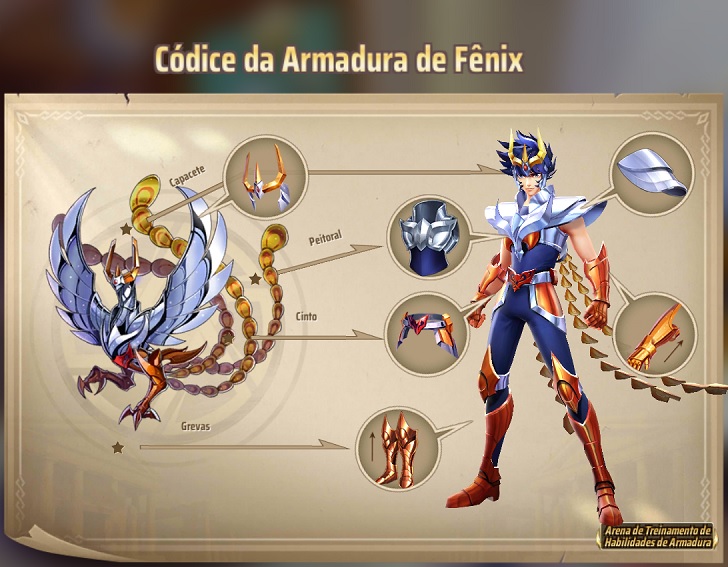 Códice da Armadura de Fênix
Capacete
Peitoral
Cinto
Grevas
Arena de Treinamento de
Habilidades de Armadura